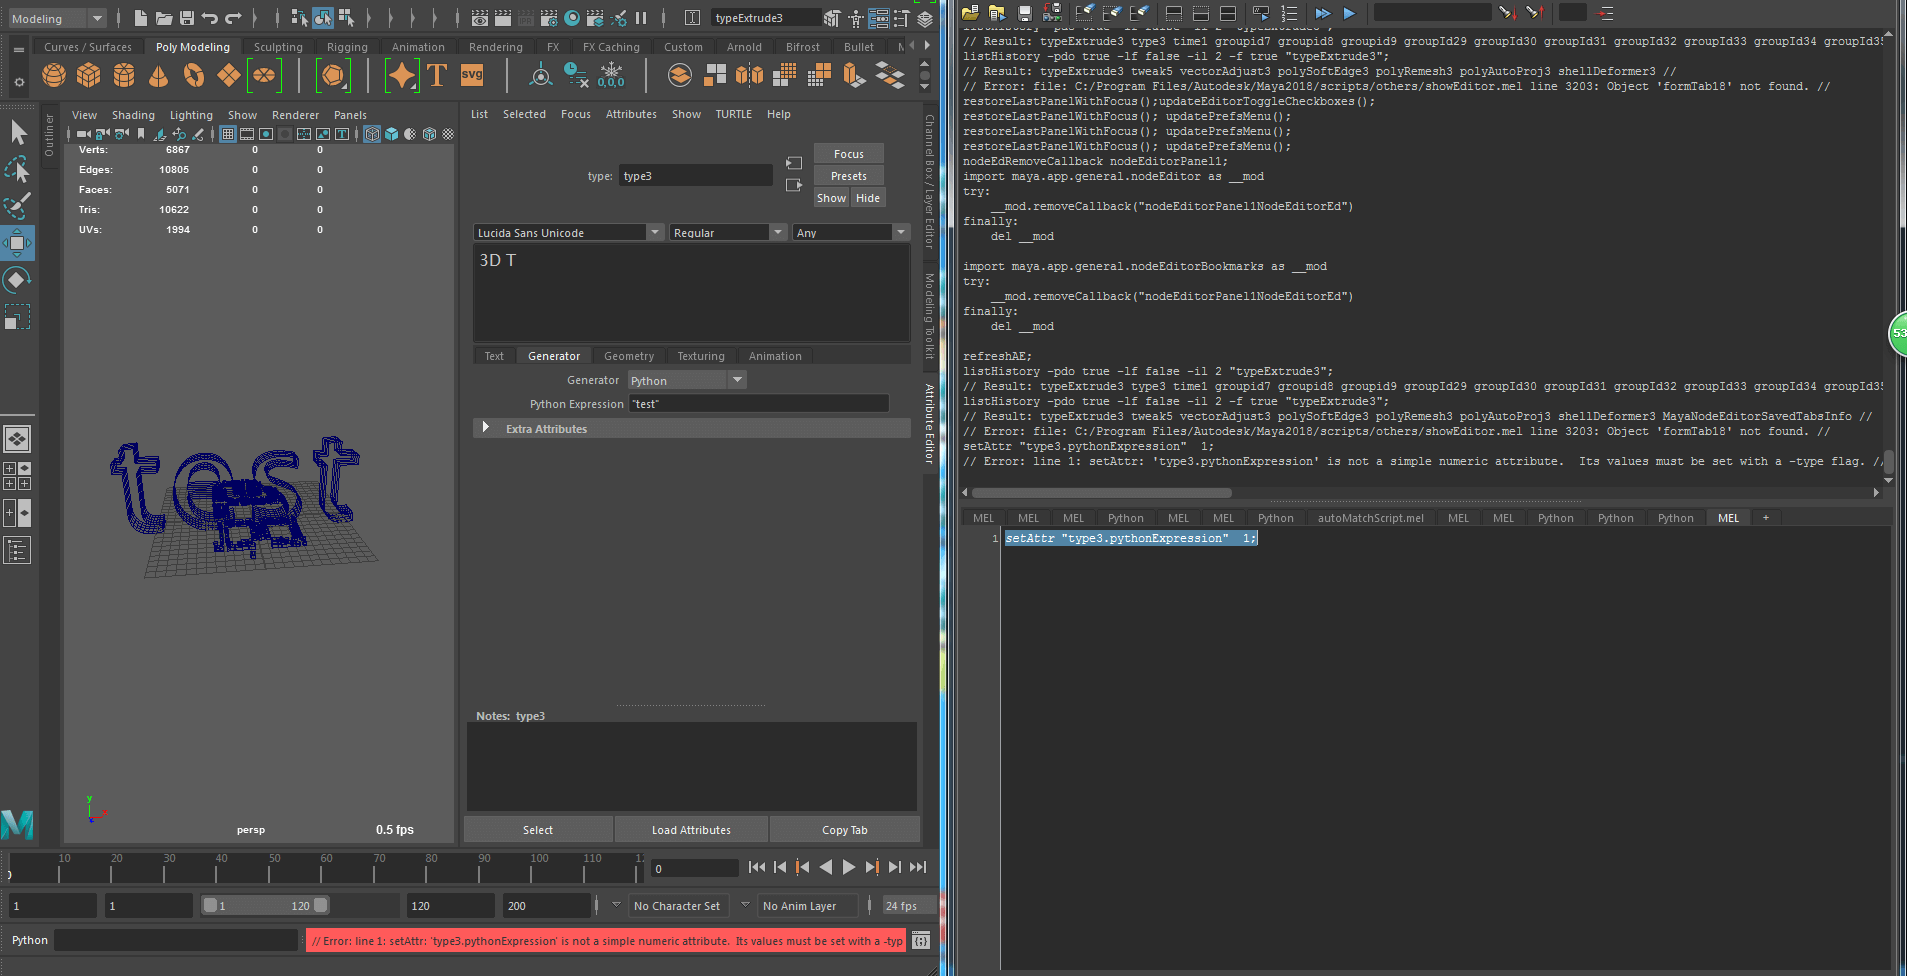 Modeling
typeExtrude3
Curves / Surfaces Poly Modeling Sculpting Rigging Animation Rendering FX FX Caching Custom Arnold Bifrost Bullet
T svg 0,0,0
View Shading Lighting Show Renderer Panels
Outliner
Verts: 6867 0 0
Edges: 10805 0 0
Faces: 5071 0 0
Tris: 10622 0 0
UVs: 1994 0 0
test
y
x
z
persp
0.5 fps
List Selected Focus Attributes Show TURTLE Help
type: type3
Focus
Presets
Show Hide
Lucida Sans Unicode Regular Any
3D T
Text Generator Geometry Texturing Animation
Generator Python
Python Expression "test"
Extra Attributes
Notes: type3
Select Load Attributes Copy Tab
Channel Box / Layer Editor
Modeling Toolkit
Attribute Editor
10 20 30 40 50 60 70 80 90 100 110
0
1 1 1 120 120 200 No Character Set No Anim Layer 24 fps
Python
// Error: line 1: setAttr: 'type3.pythonExpression' is not a simple numeric attribute. Its values must be set with a -typ
// Result: typeExtrude3 type3 time1 groupid7 groupid8 groupid9 groupId29 groupId30 groupId31 groupId32 groupId33 groupId34 groupId35
listHistory -pdo true -lf false -il 2 -f true "typeExtrude3";
// Result: typeExtrude3 tweak5 vectorAdjust3 polySoftEdge3 polyRemesh3 polyAutoProj3 shellDeformer3 //
// Error: file: C:/Program Files/Autodesk/Maya2018/scripts/others/showEditor.mel line 3203: Object 'formTab18' not found. //
restoreLastPanelWithFocus();updateEditorToggleCheckboxes();
restoreLastPanelWithFocus(); updatePrefsMenu();
restoreLastPanelWithFocus(); updatePrefsMenu();
restoreLastPanelWithFocus(); updatePrefsMenu();
nodeEdRemoveCallback nodeEditorPanel1;
import maya.app.general.nodeEditor as __mod
try:
__mod.removeCallback("nodeEditorPanel1NodeEditorEd")
finally:
del __mod
import maya.app.general.nodeEditorBookmarks as __mod
try:
__mod.removeCallback("nodeEditorPanel1NodeEditorEd")
finally:
del __mod
refreshAE;
listHistory -pdo true -lf false -il 2 "typeExtrude3";
// Result: typeExtrude3 type3 time1 groupid7 groupid8 groupid9 groupId29 groupId30 groupId31 groupId32 groupId33 groupId34 groupId35
listHistory -pdo true -lf false -il 2 -f true "typeExtrude3";
// Result: typeExtrude3 tweak5 vectorAdjust3 polySoftEdge3 polyRemesh3 polyAutoProj3 shellDeformer3 MayaNodeEditorSavedTabsInfo //
// Error: file: C:/Program Files/Autodesk/Maya2018/scripts/others/showEditor.mel line 3203: Object 'formTab18' not found. //
setAttr "type3.pythonExpression" 1;
// Error: line 1: setAttr: 'type3.pythonExpression' is not a simple numeric attribute. Its values must be set with a -type flag. //
53
MEL MEL MEL Python MEL MEL Python autoMatchScript.mel MEL MEL Python Python Python MEL +
1 setAttr "type3.pythonExpression" 1;